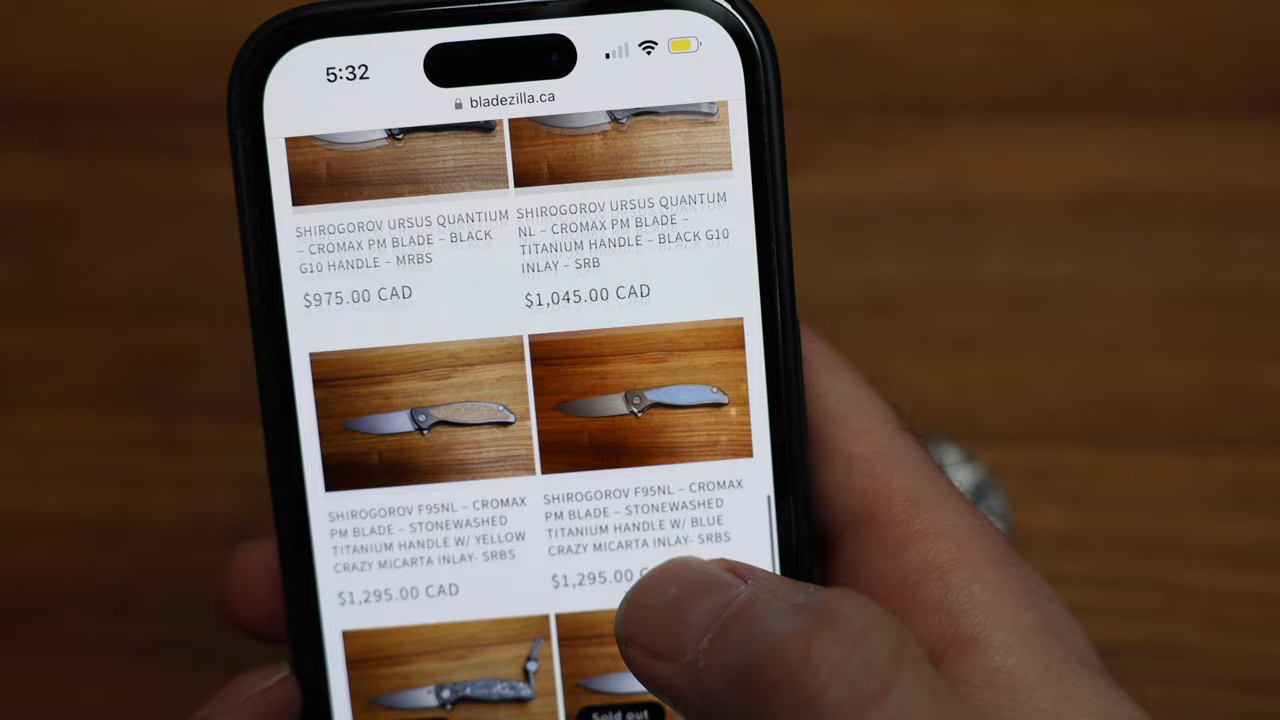 5:32
bladezilla.ca
SHIROGOROV URSUS QUANTIUM
– CROMAX PM BLADE – BLACK
G10 HANDLE – MRBS
$975.00 CAD
SHIROGOROV URSUS QUANTUM
NL – CROMAX PM BLADE –
TITANIUM HANDLE – BLACK G10
INLAY – SRB
$1,045.00 CAD
SHIROGOROV F95NL – CROMAX
PM BLADE – STONEWASHED
TITANIUM HANDLE W/ YELLOW
CRAZY MICARTA INLAY- SRBS
$1,295.00 CAD
SHIROGOROV F95NL – CROMAX
PM BLADE – STONEWASHED
TITANIUM HANDLE W/ BLUE
CRAZY MICARTA INLAY- SRBS
$1,295.00
Sold out